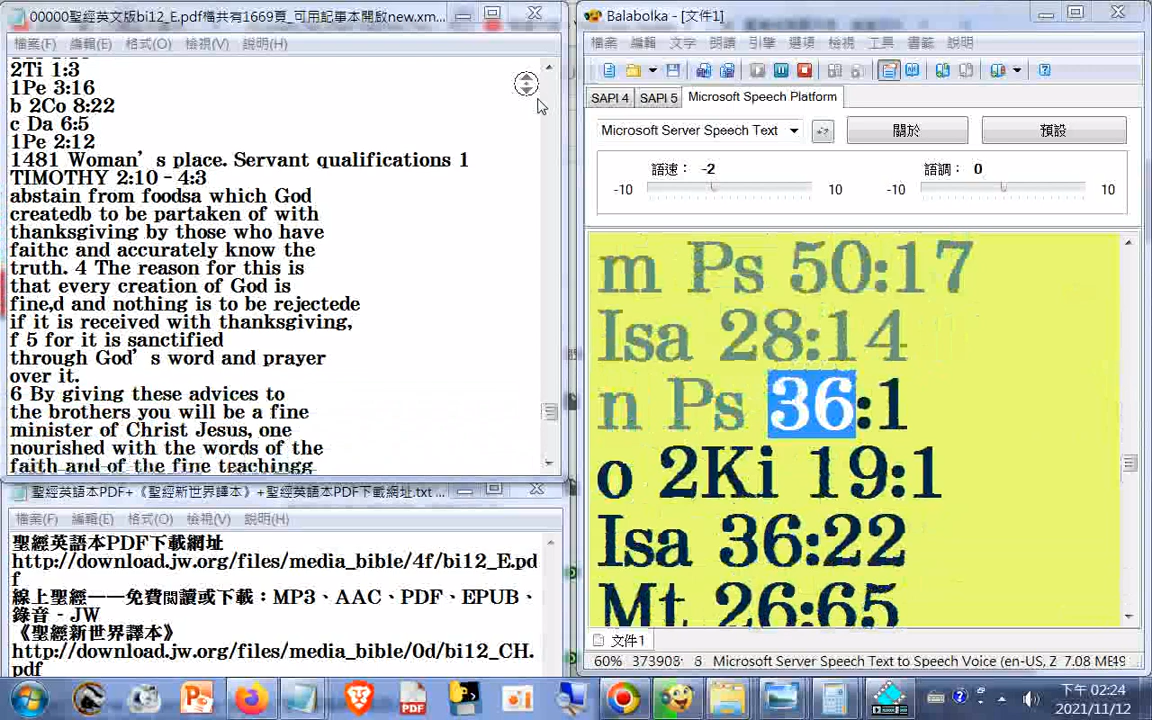 00000聖經英文版bi12_E.pdf檔共有1669頁_可用記事本開啟new.xm...
檔案(F) 編輯(E) 格式(O) 檢視(V) 說明(H)
2Ti 1:3
1Pe 3:16
b 2Co 8:22
c Da 6:5
1Pe 2:12
1481 Woman’s place. Servant qualifications 1
TIMOTHY 2:10–4:3
abstain from foodsa which God
createdb to be partaken of with
thanksgiving by those who have
faithc and accurately know the
truth. 4 The reason for this is
that every creation of God is
fine,d and nothing is to be rejectede
if it is received with thanksgiving,
f 5 for it is sanctified
through God’s word and prayer
over it.
6 By giving these advices to
the brothers you will be a fine
minister of Christ Jesus, one
nourished with the words of the
faith and of the fine teachingg
聖經英語本PDF+《聖經新世界譯本》+聖經英語本PDF下載網址.txt ...
檔案(F) 編輯(E) 格式(O) 檢視(V) 說明(H)
聖經英語本PDF下載網址
http://download.jw.org/files/media_bible/4f/bi12_E.pd
f
線上聖經——免費閱讀或下載：MP3、AAC、PDF、EPUB、
錄音 - JW
《聖經新世界譯本》
http://download.jw.org/files/media_bible/0d/bi12_CH.
pdf
Balabolka - [文件1]
檔案 編輯 文字 朗讀 引擎 選項 檢視 工具 書籤 說明
SAPI 4 SAPI 5 Microsoft Speech Platform
Microsoft Server Speech Text 關於 預設
語速： -2 語調： 0
-10 10 -10 10
m Ps 50:17
Isa 28:14
n Ps 36:1
o 2Ki 19:1
Isa 36:22
Mt 26:65
文件1
60% 373908: 8 Microsoft Server Speech Text to Speech Voice (en-US, Z 7.08 ME
下午 02:24
2021/11/12